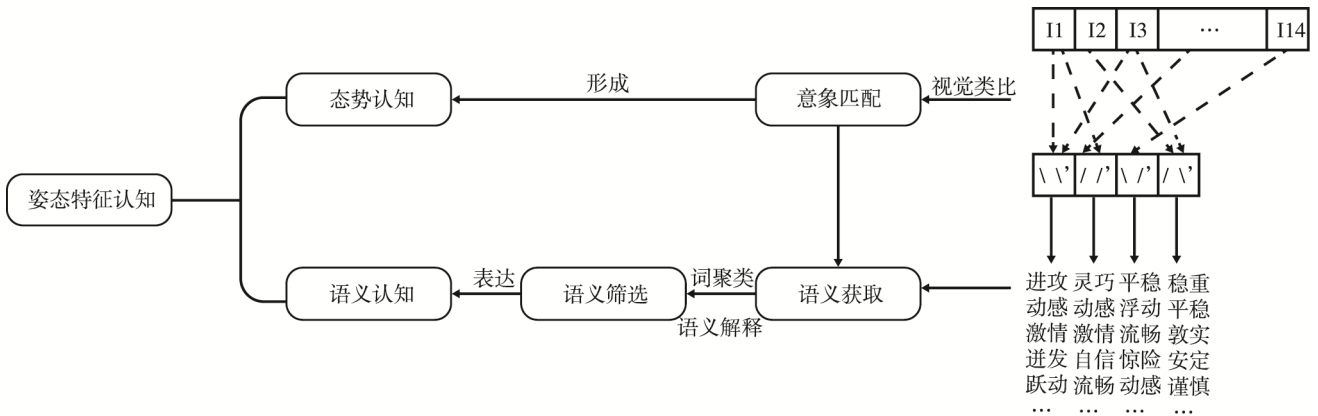 I1 I2 I3 … I14
态势认知
形成
意象匹配
视觉类比
\ \’ / /’ \ /’ / \’
姿态特征认知
语义认知
表达
语义筛选
词聚类
语义解释
语义获取
进攻 灵巧 平稳 稳重
动感 动感 浮动 平稳
激情 激情 流畅 敦实
迸发 自信 惊险 安定
跃动 流畅 动感 谨慎
… … … …